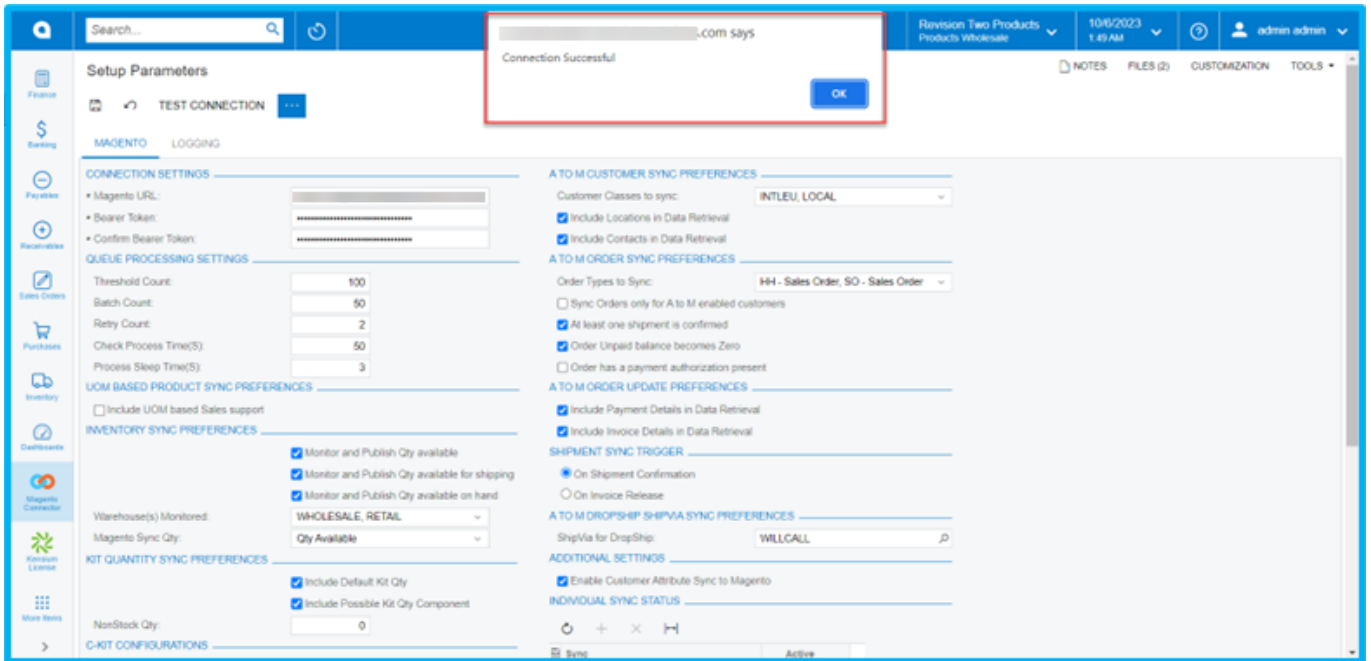 Search...
.com says
Connection Successful
OK
Revision Two Products
Products Wholesale
10/6/2023
1:49 AM
admin admin
Finance
Banking
Payables
Receivables
Sales Orders
Purchases
Inventory
Dashboards
Magento
Connector
Kensium
License
More Items
Setup Parameters
NOTES FILES (2) CUSTOMIZATION TOOLS
TEST CONNECTION
MAGENTO LOGGING
CONNECTION SETTINGS
Magento URL:
Bearer Token:
Confirm Bearer Token:
QUEUE PROCESSING SETTINGS
Threshold Count: 100
Batch Count: 50
Retry Count: 2
Check Process Time(S): 50
Process Sleep Time(S): 3
UOM BASED PRODUCT SYNC PREFERENCES
Include UOM based Sales support
INVENTORY SYNC PREFERENCES
Monitor and Publish Qty available
Monitor and Publish Qty available for shipping
Monitor and Publish Qty available on hand
Warehouse(s) Monitored: WHOLESALE, RETAIL
Magento Sync Qty: Qty Available
KIT QUANTITY SYNC PREFERENCES
Include Default Kit Qty
Include Possible Kit Qty Component
NonStock Qty: 0
C-KIT CONFIGURATIONS
A TO M CUSTOMER SYNC PREFERENCES
Customer Classes to sync: INTLEU, LOCAL
Include Locations in Data Retrieval
Include Contacts in Data Retrieval
A TO M ORDER SYNC PREFERENCES
Order Types to Sync: HH - Sales Order, SO - Sales Order
Sync Orders only for A to M enabled customers
At least one shipment is confirmed
Order Unpaid balance becomes Zero
Order has a payment authorization present
A TO M ORDER UPDATE PREFERENCES
Include Payment Details in Data Retrieval
Include Invoice Details in Data Retrieval
SHIPMENT SYNC TRIGGER
On Shipment Confirmation
On Invoice Release
A TO M DROPSHIP SHIPVIA SYNC PREFERENCES
ShipVia for DropShip: WILLCALL
ADDITIONAL SETTINGS
Enable Customer Attribute Sync to Magento
INDIVIDUAL SYNC STATUS
Sync Active